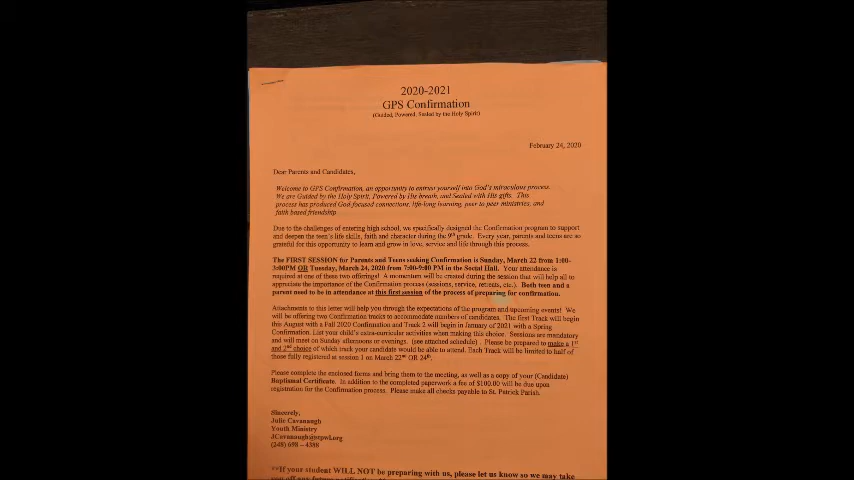 2020-2021
GPS Confirmation
(Guided, Powered, Sealed by the Holy Spirit)
February 24, 2020
Dear Parents and Candidates,
Welcome to GPS Confirmation, an opportunity to entrust yourself into God's miraculous process.
We are Guided by the Holy Spirit, Powered by His breath, and Sealed with His gifts. This
process has produced God-focused connections, life-long learning, peer to peer ministries, and
faith based friendship
Due to the challenges of entering high school, we specifically designed the Confirmation program to support
and deepen the teen's life skills, faith and character during the 9th grade. Every year, parents and teens are so
grateful for this opportunity to learn and grow in love, service and life through this process.
The FIRST SESSION for Parents and Teens seeking Confirmation is Sunday, March 22 from 1:00-
3:00PM OR Tuesday, March 24, 2020 from 7:00-9:00 PM in the Social Hall. Your attendance is
required at one of these two offerings! A momentum will be created during the session that will help all to
appreciate the importance of the Confirmation process (sessions, service, retreats, etc.). Both teen and a
parent need to be in attendance at this first session of the process of preparing for confirmation.
Attachments to this letter will help you through the expectations of the program and upcoming events! We
will be offering two Confirmation tracks to accommodate numbers of candidates. The first Track will begin
this August with a Fall 2020 Confirmation and Track 2 will begin in January of 2021 with a Spring
Confirmation. List your child's extra-curricular activities when making this choice. Sessions are mandatory
and will meet on Sunday afternoons or evenings. (see attached schedule) . Please be prepared to make a 1st
and 2nd choice of which track your candidate would be able to attend. Each Track will be limited to half of
those fully registered at session 1 on March 22nd OR 24th.
Please complete the enclosed forms and bring them to the meeting, as well as a copy of your (Candidate)
Baptismal Certificate. In addition to the completed paperwork a fee of $100.00 will be due upon
registration for the Confirmation process. Please make all checks payable to St. Patrick Parish.
Sincerely,
Julie Cavanaugh
Youth Ministry
JCavanaugh@stpwl.org
(248) 698 – 4388
**If your student WILL NOT be preparing with us, please let us know so we may take
you off any future